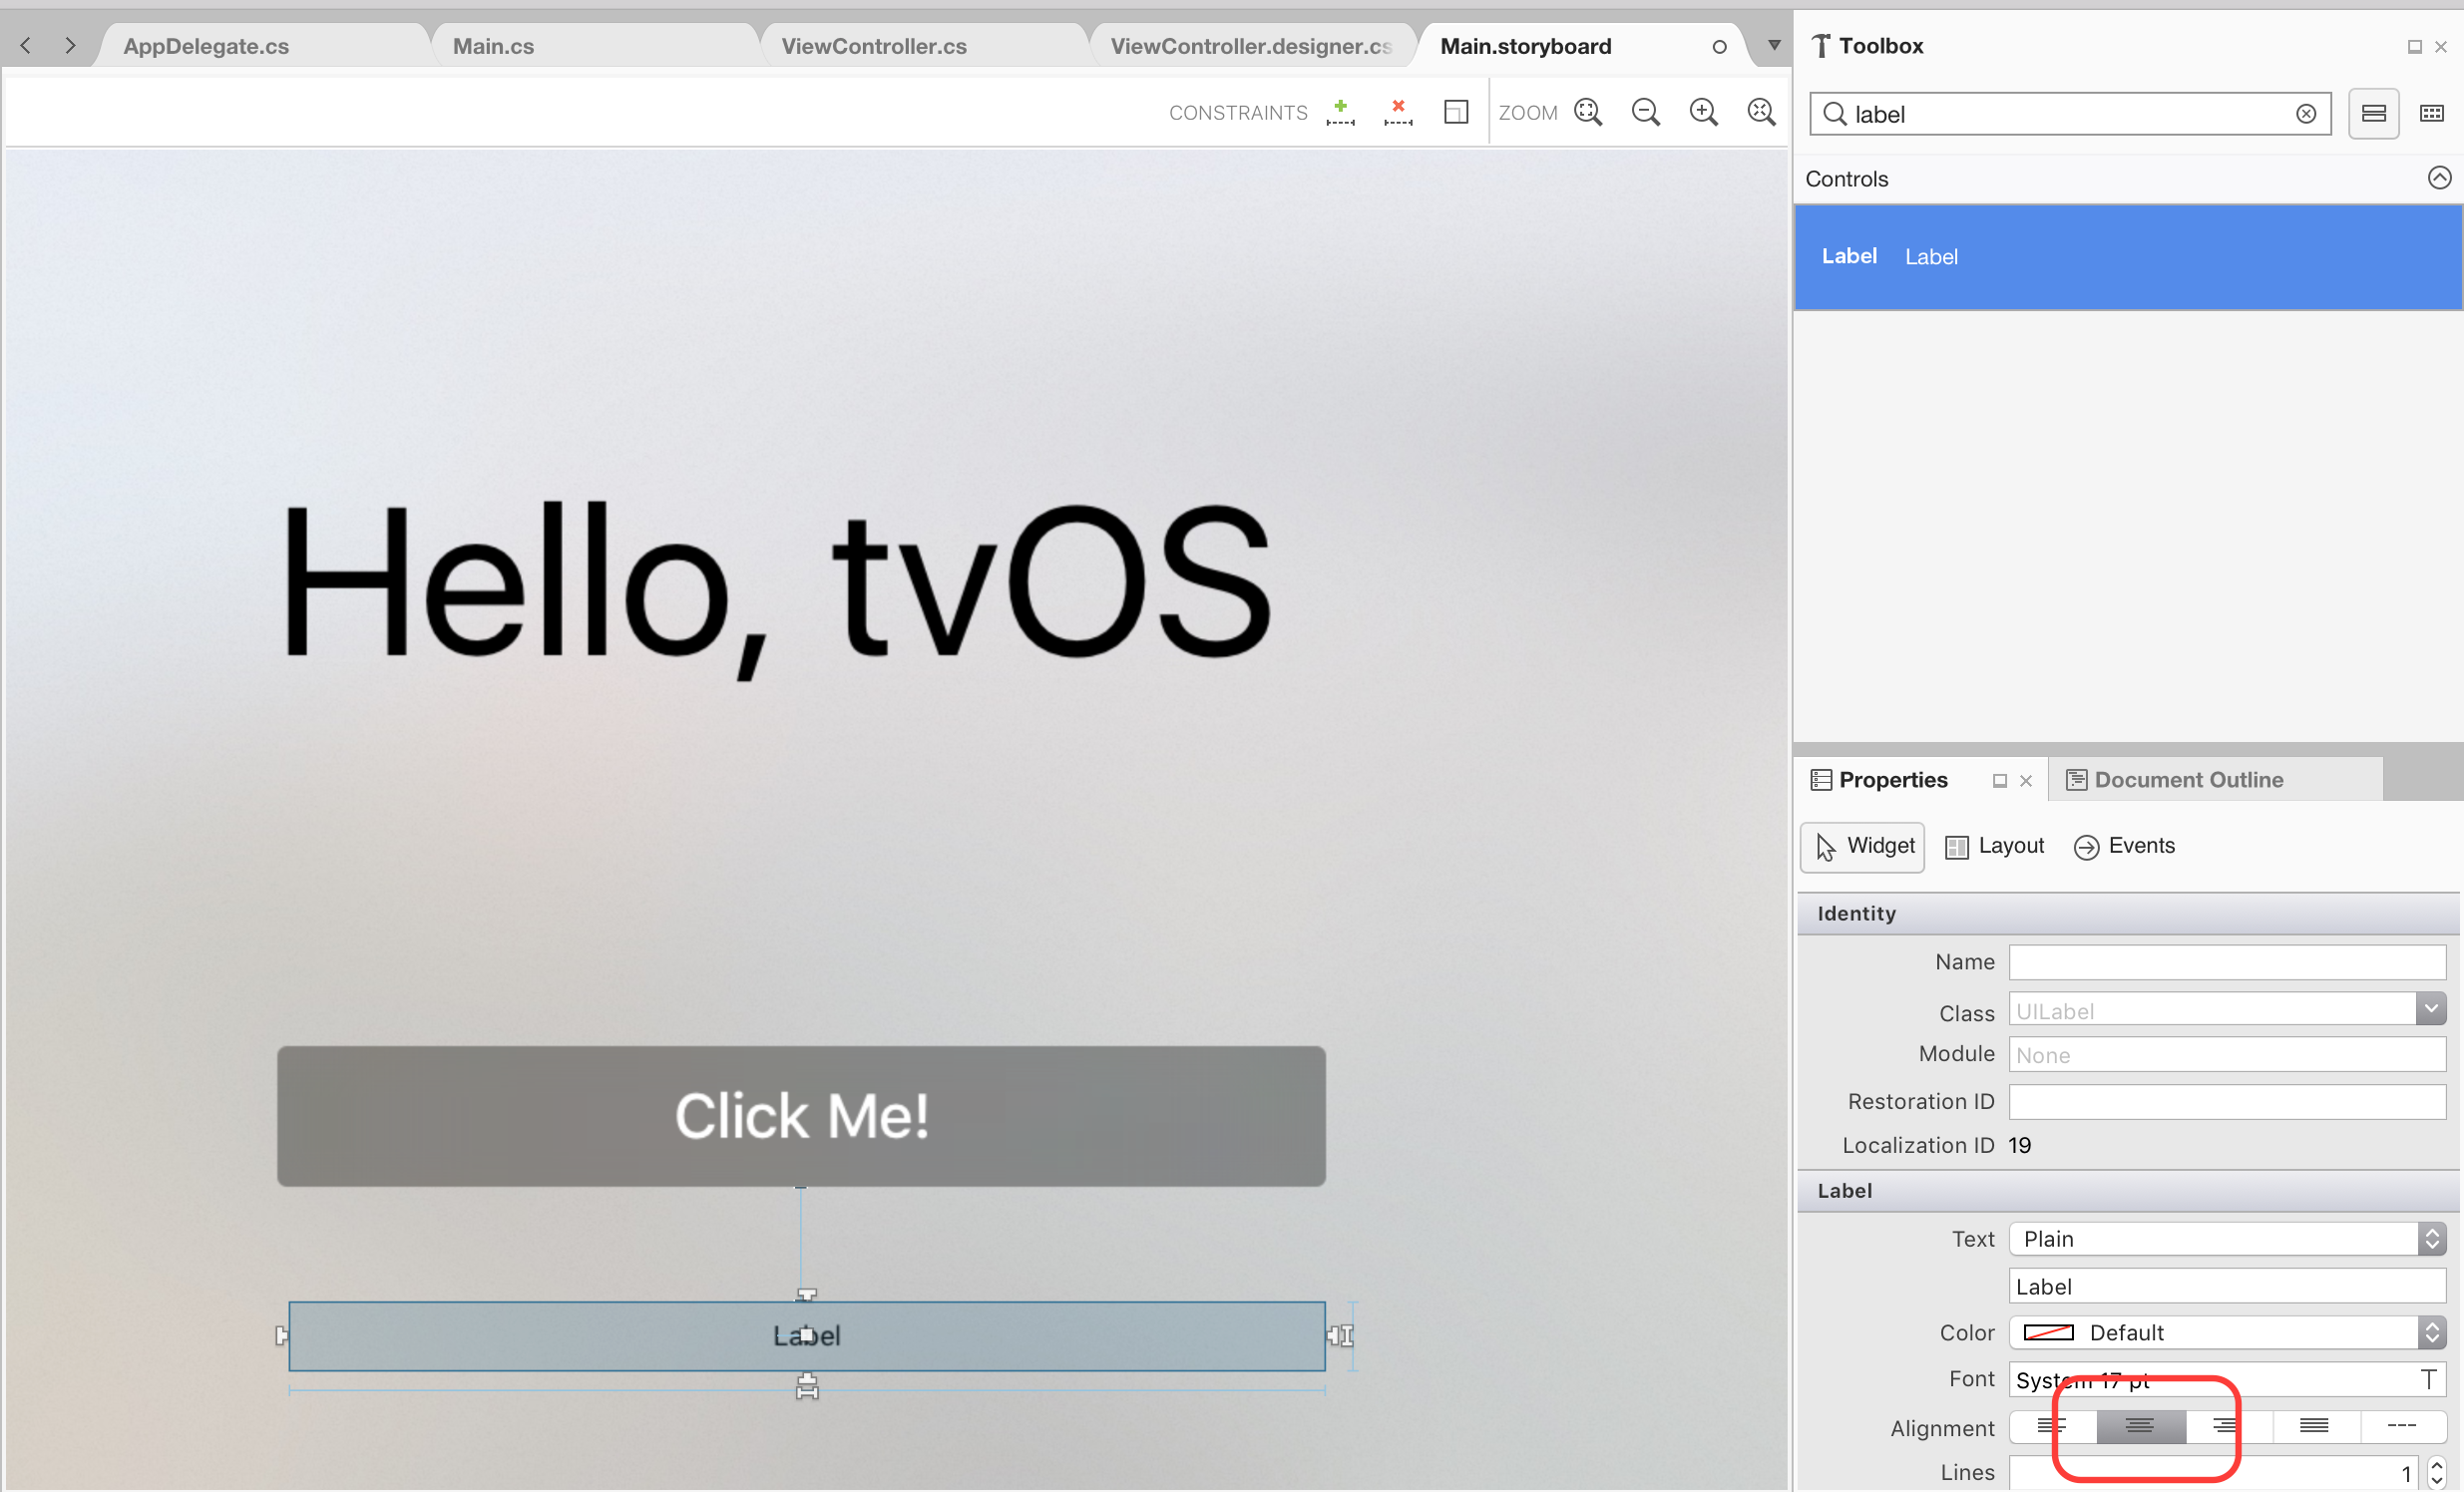 AppDelegate.cs
Main.cs
ViewController.cs
ViewController.designer.cs
Main.storyboard
CONSTRAINTS
ZOOM
Hello, tvOS
Click Me!
Label
Toolbox
label
Controls
Label Label
Properties
Document Outline
Widget Layout Events
Identity
Name
Class UILabel
Module None
Restoration ID
Localization ID 19
Label
Text Plain
Label
Color Default
Font System 17 pt T
Alignment
Lines 1